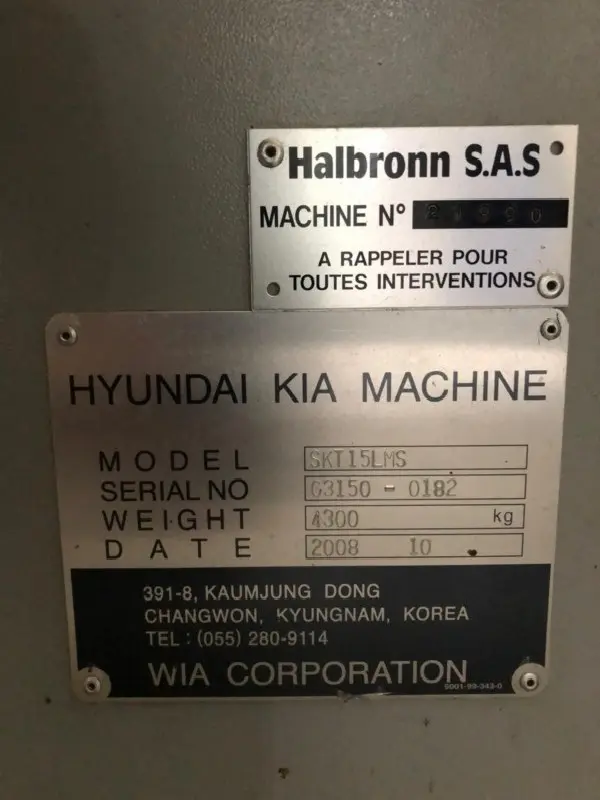 Halbronn S.A.S
MACHINE N°
A RAPPELER POUR
TOUTES INTERVENTIONS
HYUNDAI KIA MACHINE
MODEL SKT15LMS
SERIAL NO G3150 - 0182
WEIGHT 4300 kg
DATE 2008 10
391-8, KAUMJUNG DONG
CHANGWON, KYUNGNAM, KOREA
TEL : (055) 280-9114
WIA CORPORATION